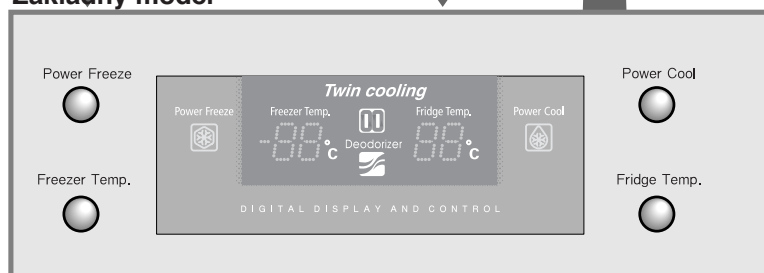 Základný model
Power Freeze
Power Cool
Twin cooling
Power Freeze
Freezer Temp.
Fridge Temp.
Power Cool
-88°c
Deodorizer
88°c
Freezer Temp.
Fridge Temp.
DIGITAL DISPLAY AND CONTROL